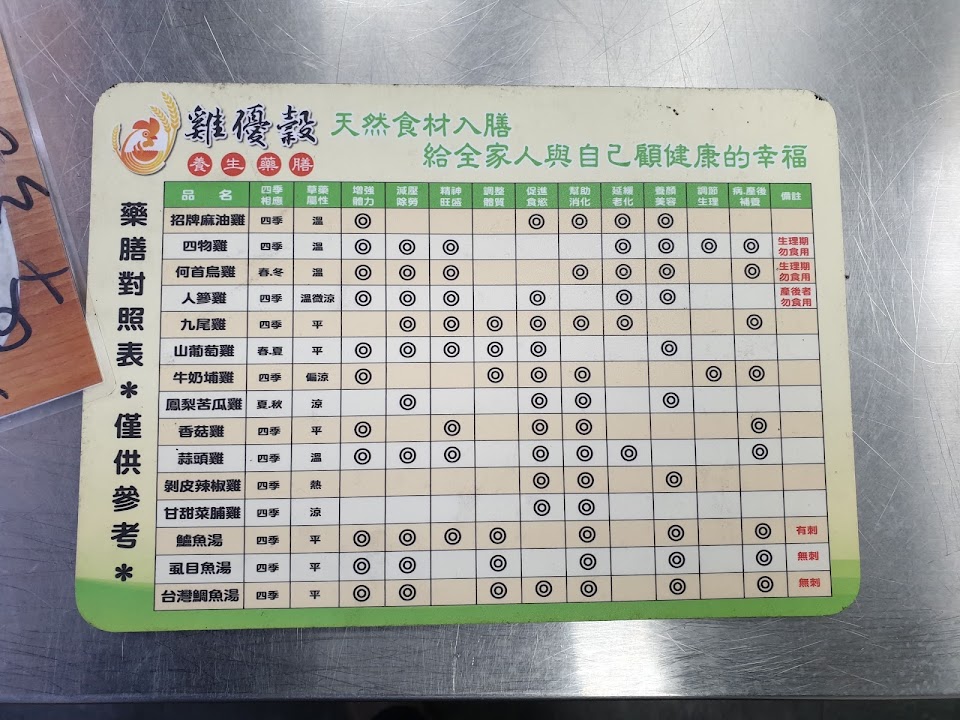 雞優穀
養生藥膳
天然食材入膳
給全家人與自己顧健康的幸福
藥膳對照表*僅供參考*
品名 四季相應 草藥屬性 增強體力 減壓除勞 精神旺盛 調整體質 促進食慾 幫助消化 延緩老化 養顏美容 調節生理 病.產後補養 備註
招牌麻油雞 四季 溫 ◎ ◎ ◎ ◎ ◎
四物雞 四季 溫 ◎ ◎ ◎ ◎ ◎ ◎ ◎ 生理期勿食用
何首烏雞 春.冬 溫 ◎ ◎ ◎ ◎ ◎ ◎ ◎ 生理期勿食用
人蔘雞 四季 溫微涼 ◎ ◎ ◎ ◎ ◎ ◎ 產後者勿食用
九尾雞 四季 平 ◎ ◎ ◎ ◎ ◎ ◎ ◎
山葡萄雞 春.夏 平 ◎ ◎ ◎ ◎ ◎ ◎
牛奶埔雞 四季 偏涼 ◎ ◎ ◎ ◎ ◎ ◎
鳳梨苦瓜雞 夏.秋 涼 ◎ ◎ ◎ ◎
香菇雞 四季 平 ◎ ◎ ◎ ◎ ◎
蒜頭雞 四季 溫 ◎ ◎ ◎ ◎ ◎ ◎ ◎
剝皮辣椒雞 四季 熱 ◎ ◎ ◎
甘甜菜脯雞 四季 涼 ◎ ◎
鱸魚湯 四季 平 ◎ ◎ ◎ ◎ ◎ ◎ ◎ 有刺
虱目魚湯 四季 平 ◎ ◎ ◎ ◎ ◎ ◎ 無刺
台灣鯛魚湯 四季 平 ◎ ◎ ◎ ◎ ◎ ◎ ◎ 無刺